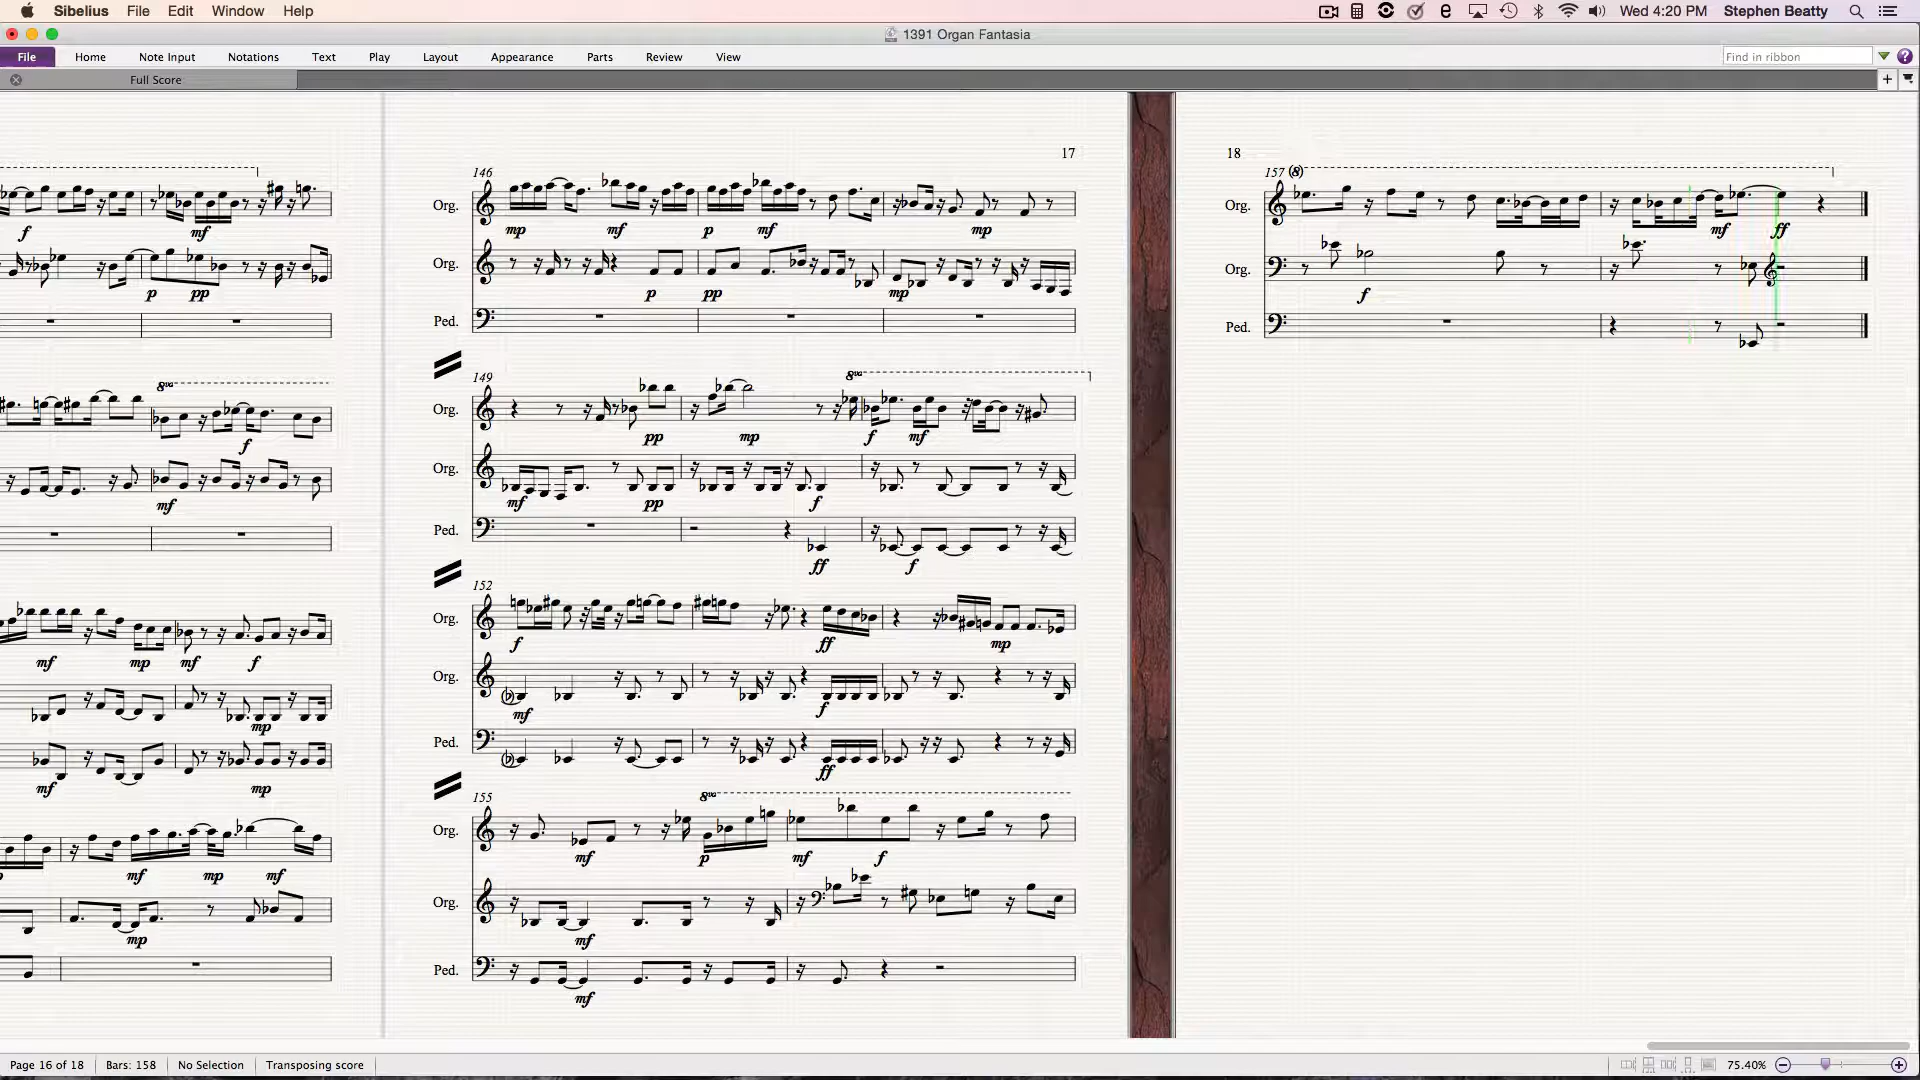 Sibelius File Edit Window Help Wed 4:20 PM Stephen Beatty
1391 Organ Fantasia
File Home Note Input Notations Text Play Layout Appearance Parts Review View Find in ribbon
Full Score
f mf
p pp
f
mf
mf mp mf f
mp
mf mp
mf mp mf
mp
17
146
Org. mp mf p mf mp
Org. p pp mp
Ped.
149 8va
Org. pp mp f mf
Org. mf pp f
Ped. ff f
152
Org. f ff mp
Org. mf f
Ped. ff
155 8va
Org. mf p mf f
Org. mf
Ped. mf
18
157 (8)
Org. mf ff
Org. f
Ped.
Page 16 of 18 Bars: 158 No Selection Transposing score 75.40%